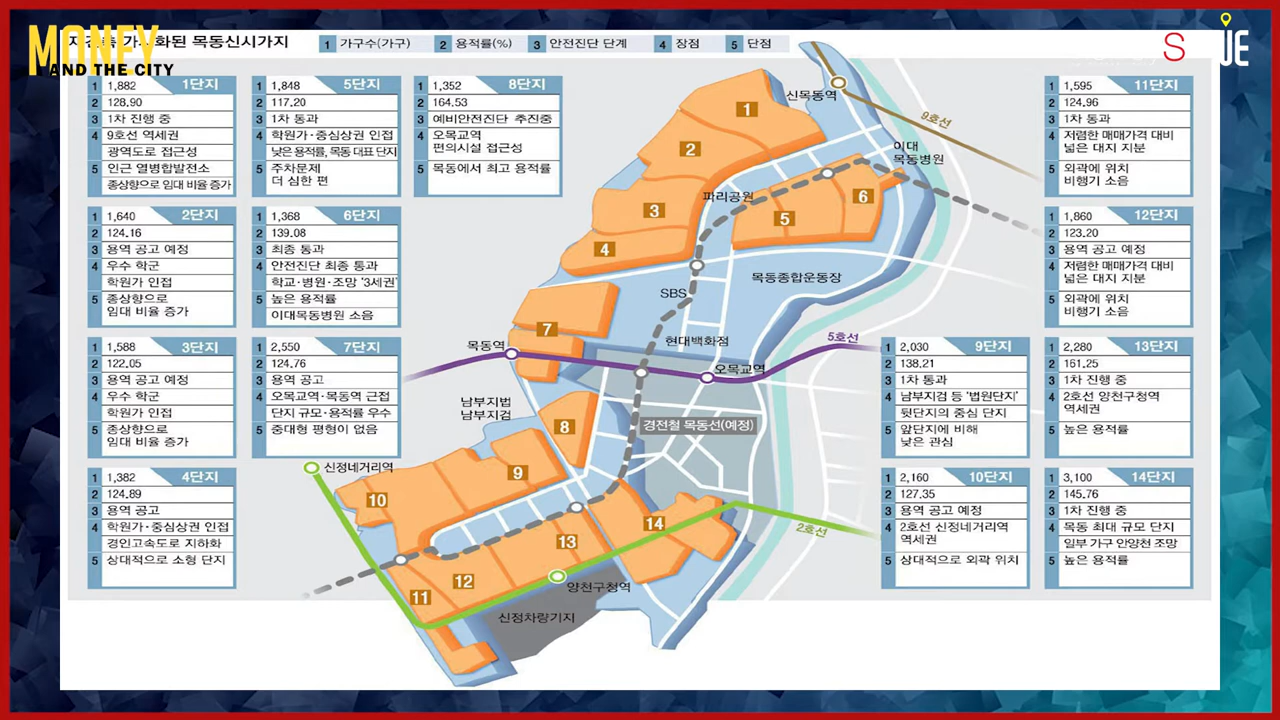 MONEY
AND THE CITY
화된 목동신시가지
1 가구수(가구) 2 용적률(%) 3 안전진단 단계 4 장점 5 단점
S
UE
1단지
1 1,882
2 128.90
3 1차 진행 중
4 9호선 역세권
광역도로 접근성
5 인근 열병합발전소
종상향으로 임대 비율 증가
5단지
1 1,848
2 117.20
3 1차 통과
4 학원가·중심상권 인접
낮은 용적률, 목동 대표 단지
5 주차문제
더 심한 편
8단지
1 1,352
2 164.53
3 예비안전진단 추진중
4 오목교역
편의시설 접근성
5 목동에서 최고 용적률
2단지
1 1,640
2 124.16
3 용역 공고 예정
4 우수 학군
학원가 인접
5 종상향으로
임대 비율 증가
6단지
1 1,368
2 139.08
3 최종 통과
4 안전진단 최종 통과
학교·병원·조망 '3세권'
5 높은 용적률
이대목동병원 소음
3단지
1 1,588
2 122.05
3 용역 공고 예정
4 우수 학군
학원가 인접
5 종상향으로
임대 비율 증가
7단지
1 2,550
2 124.76
3 용역 공고
4 오목교역·목동역 근접
단지 규모·용적률 우수
5 중대형 평형이 없음
4단지
1 1,382
2 124.89
3 용역 공고
4 학원가·중심상권 인접
경인고속도로 지하화
5 상대적으로 소형 단지
11단지
1 1,595
2 124.96
3 1차 통과
4 저렴한 매매가격 대비
넓은 대지 지분
5 외곽에 위치
비행기 소음
12단지
1 1,860
2 123.20
3 용역 공고 예정
4 저렴한 매매가격 대비
넓은 대지 지분
5 외곽에 위치
비행기 소음
9단지
1 2,030
2 138.21
3 1차 통과
4 남부지검 등 '법원단지'
뒷단지의 중심 단지
5 앞단지에 비해
낮은 관심
13단지
1 2,280
2 161.25
3 1차 진행 중
4 2호선 양천구청역
역세권
5 높은 용적률
10단지
1 2,160
2 127.35
3 용역 공고 예정
4 2호선 신정네거리역
역세권
5 상대적으로 외곽 위치
14단지
1 3,100
2 145.76
3 1차 진행 중
4 목동 최대 규모 단지
일부 가구 안양천 조망
5 높은 용적률
신목동역
9호선
1
이대
목동병원
2
파리공원
6
3
5
4
목동종합운동장
SBS
7
현대백화점
5호선
목동역
오목교역
남부지법
남부지검
8
경전철 목동선(예정)
신정네거리역
9
10
14
2호선
13
12
양천구청역
11
신정차량기지